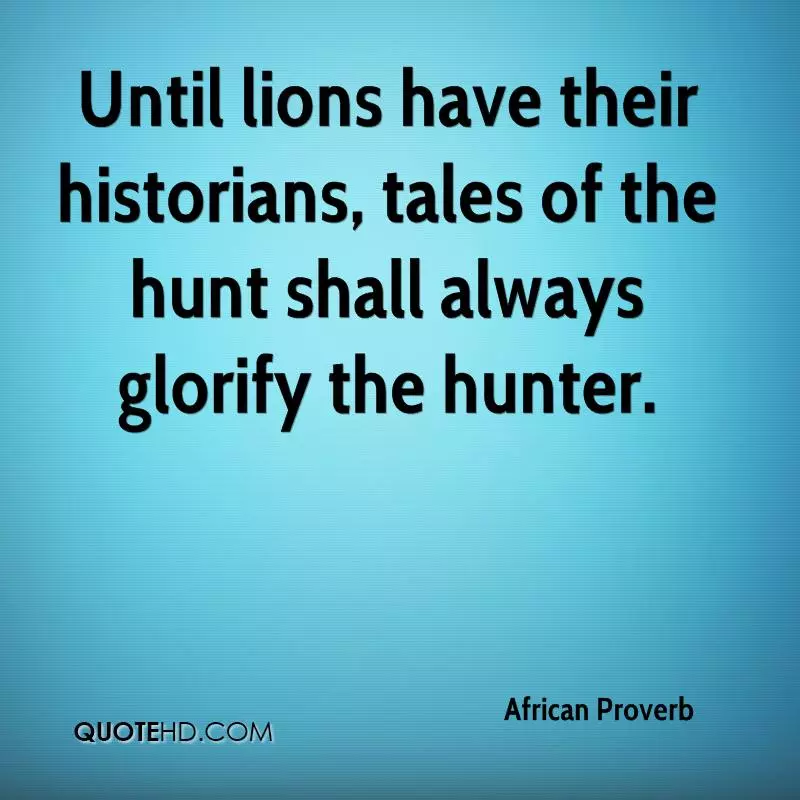 Until lions have their
historians, tales of the
hunt shall always
glorify the hunter.
African Proverb
QUOTEHD.COM